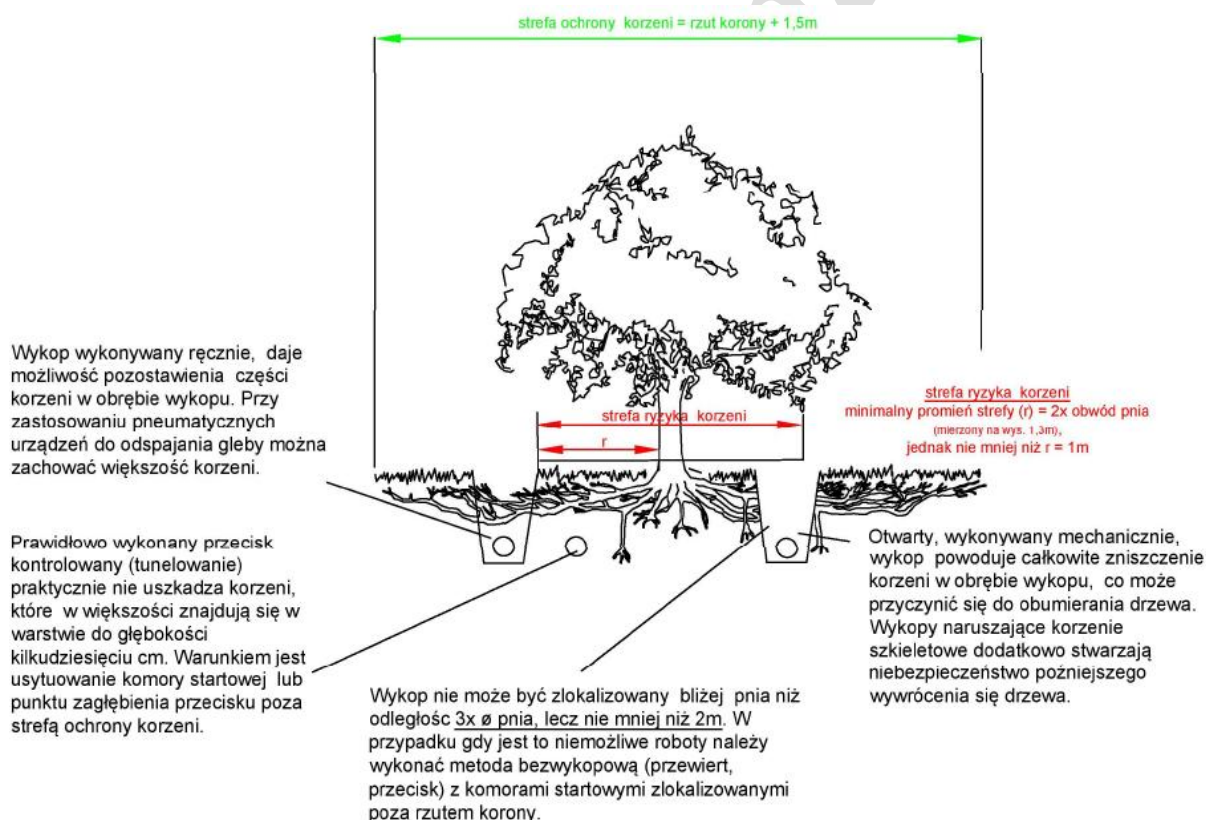 strefa ochrony korzeni = rzut korony + 1,5m
Wykop wykonywany ręcznie, daje
możliwość pozostawienia części
korzeni w obrębie wykopu. Przy
zastosowaniu pneumatycznych
urządzeń do odspajania gleby można
zachować większość korzeni.
strefa ryzyka korzeni
r
strefa ryzyka korzeni
minimalny promień strefy (r) = 2x obwód pnia
(mierzony na wys. 1,3m),
jednak nie mniej niż r = 1m
Prawidłowo wykonany przecisk
kontrolowany (tunelowanie)
praktycznie nie uszkadza korzeni,
które w większości znajdują się w
warstwie do głębokości
kilkudziesięciu cm. Warunkiem jest
usytuowanie komory startowej lub
punktu zagłębienia przecisku poza
strefą ochrony korzeni.
Wykop nie może być zlokalizowany bliżej pnia niż
odległośc 3x ø pnia, lecz nie mniej niż 2m. W
przypadku gdy jest to niemożliwe roboty należy
wykonać metoda bezwykopową (przewiert,
przecisk) z komorami startowymi zlokalizowanymi
poza rzutem korony.
Otwarty, wykonywany mechanicznie,
wykop powoduje całkowite zniszczenie
korzeni w obrębie wykopu, co może
przyczynić się do obumierania drzewa.
Wykopy naruszające korzenie
szkieletowe dodatkowo stwarzają
niebezpieczeństwo poźniejszego
wywrócenia się drzewa.